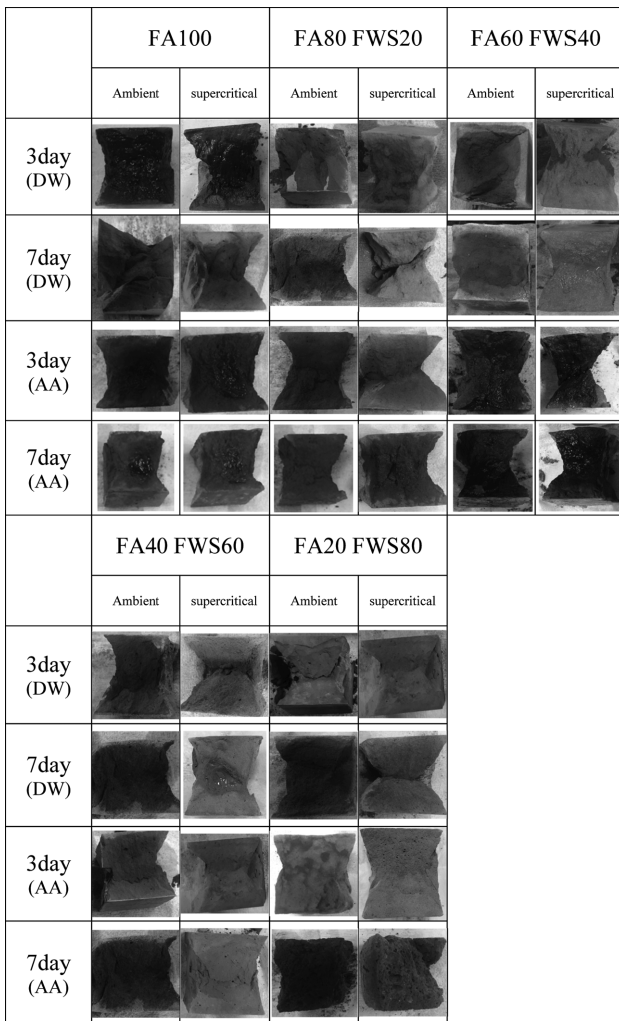 FA100 FA80 FWS20 FA60 FWS40
Ambient supercritical Ambient supercritical Ambient supercritical
3day
(DW)
7day
(DW)
3day
(AA)
7day
(AA)
FA40 FWS60 FA20 FWS80
Ambient supercritical Ambient supercritical
3day
(DW)
7day
(DW)
3day
(AA)
7day
(AA)